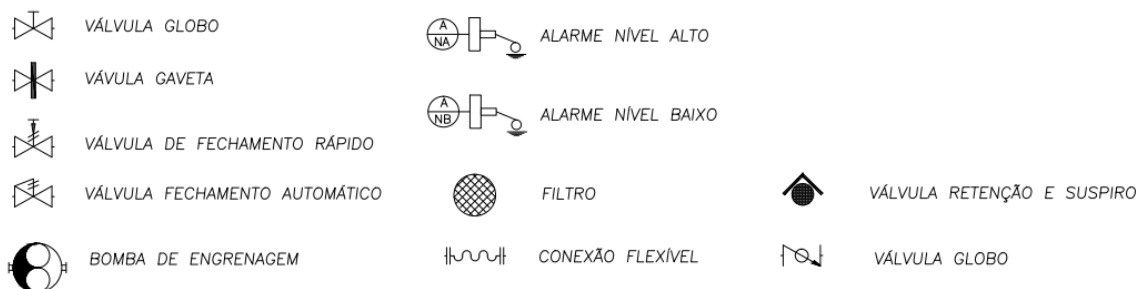 VÁLVULA GLOBO
VÁVULA GAVETA
VÁLVULA DE FECHAMENTO RÁPIDO
VÁLVULA FECHAMENTO AUTOMÁTICO
BOMBA DE ENGRENAGEM
A
NA
ALARME NÍVEL ALTO
A
NB
ALARME NÍVEL BAIXO
FILTRO
CONEXÃO FLEXÍVEL
VÁLVULA RETENÇÃO E SUSPIRO
VÁLVULA GLOBO